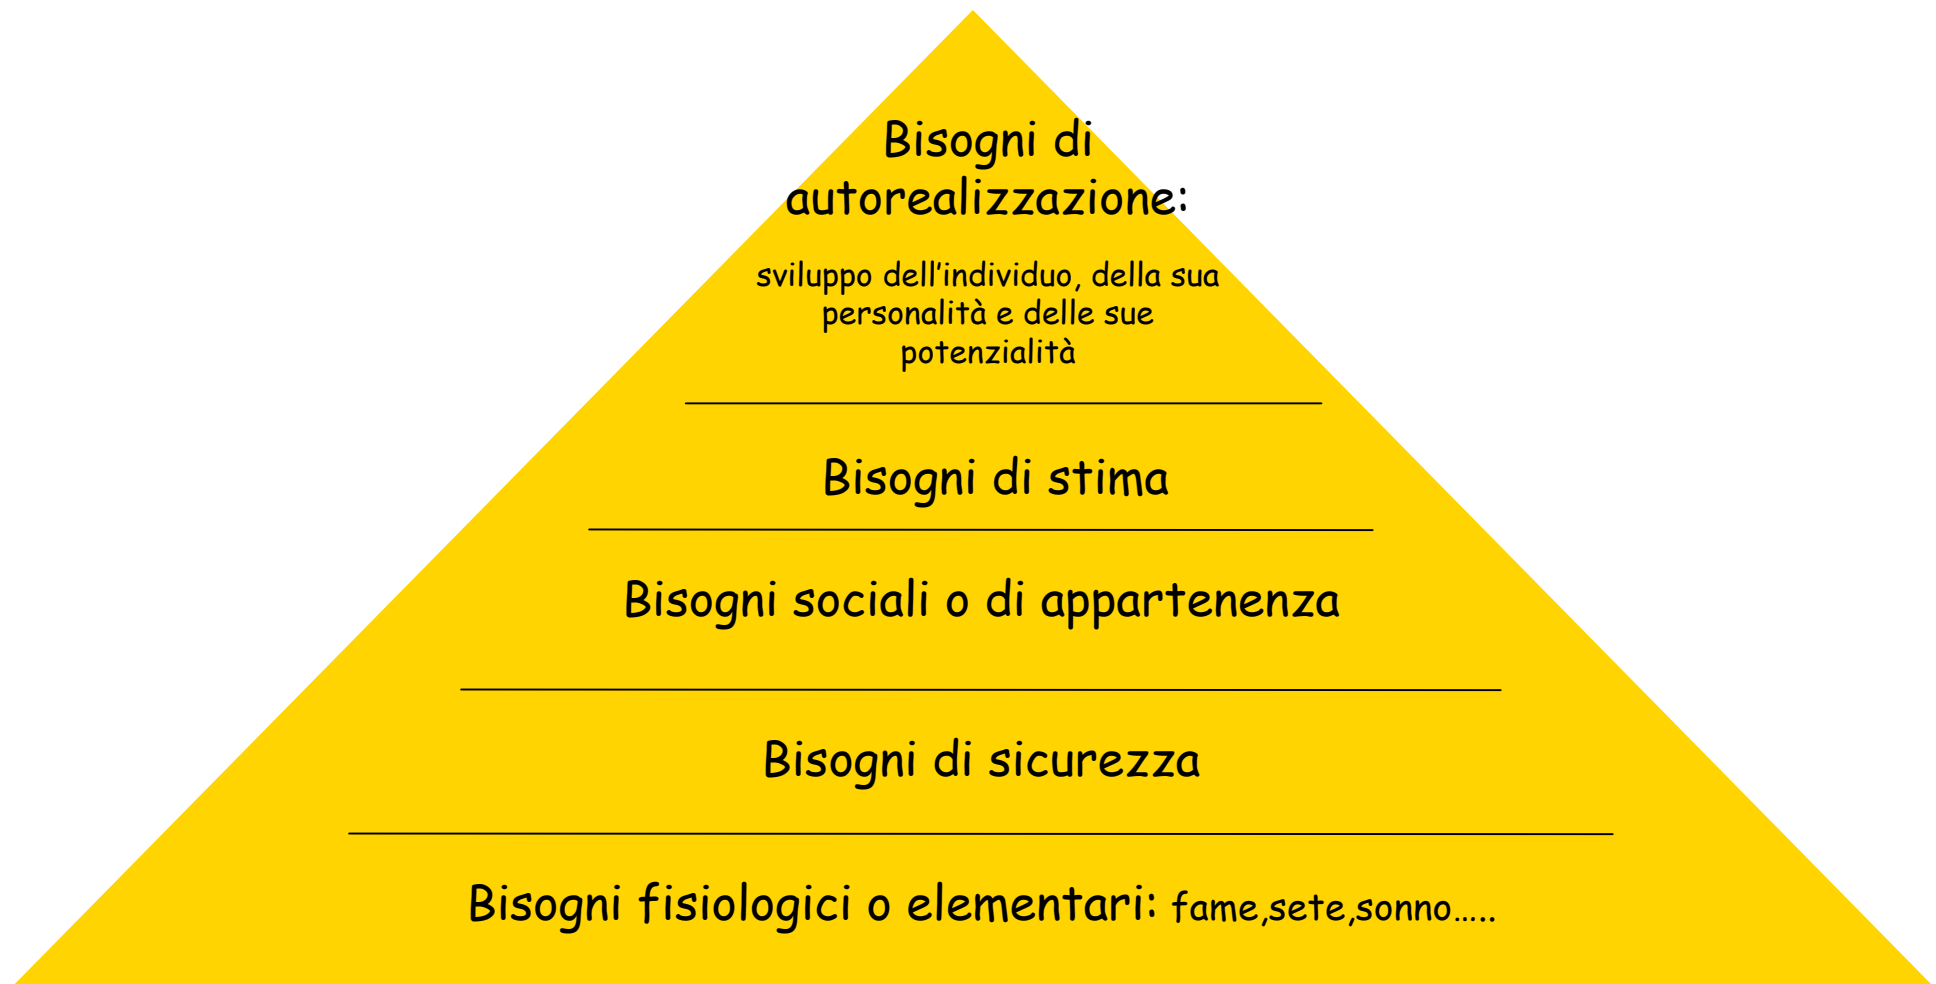 Bisogni di
autorealizzazione:
sviluppo dell'individuo, della sua
personalità e delle sue
potenzialità
Bisogni di stima
Bisogni sociali o di appartenenza
Bisogni di sicurezza
Bisogni fisiologici o elementari: fame,sete,sonno…..